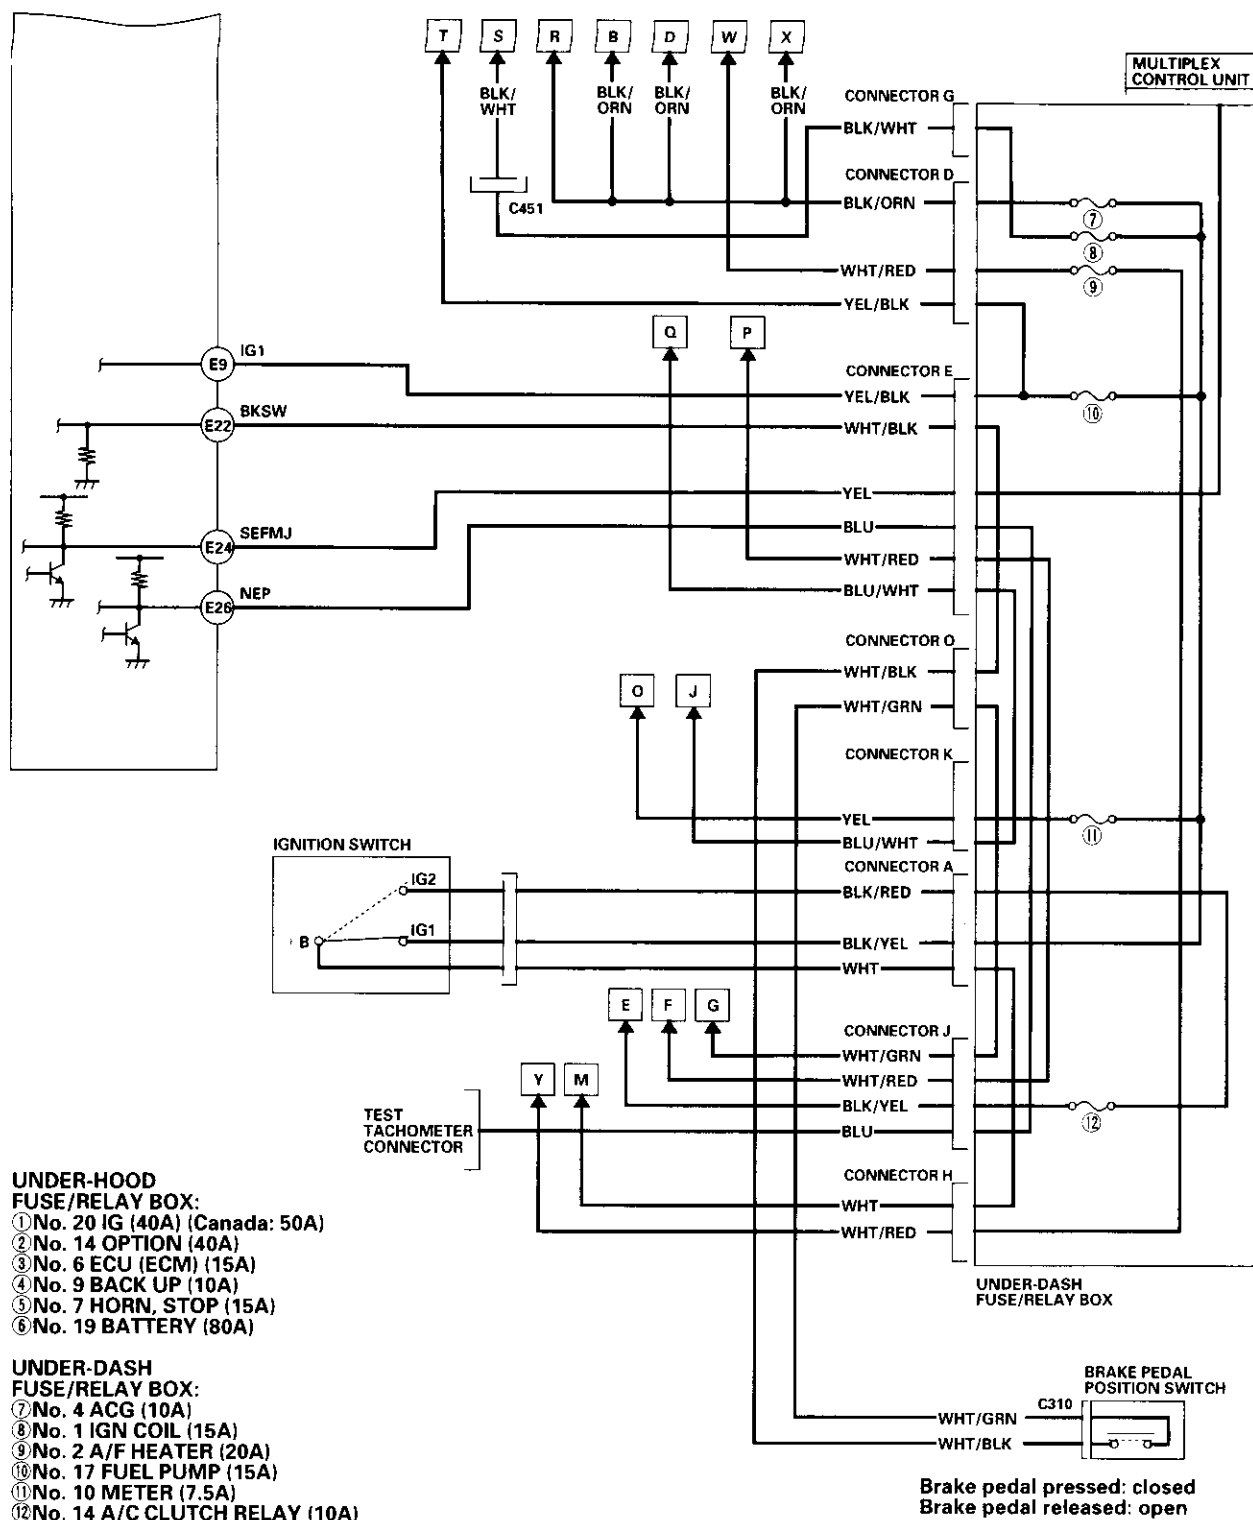 T S R B D W X
MULTIPLEX
CONTROL UNIT
BLK/
WHT
BLK/
ORN
BLK/
ORN
BLK/
ORN
CONNECTOR G
BLK/WHT
CONNECTOR D
C451
BLK/ORN
⑦
⑧
WHT/RED
⑨
YEL/BLK
Q P
E9 IG1
CONNECTOR E
YEL/BLK
⑩
E22 BKSW
WHT/BLK
YEL
E24 SEFMJ
BLU
WHT/RED
E26 NEP
BLU/WHT
CONNECTOR O
WHT/BLK
O J
WHT/GRN
CONNECTOR K
YEL
⑪
BLU/WHT
IGNITION SWITCH
CONNECTOR A
IG2
BLK/RED
IG1
B
BLK/YEL
WHT
E F G
CONNECTOR J
WHT/GRN
Y M
WHT/RED
BLK/YEL
⑫
TEST
TACHOMETER
CONNECTOR
BLU
CONNECTOR H
WHT
WHT/RED
UNDER-DASH
FUSE/RELAY BOX
UNDER-HOOD
FUSE/RELAY BOX:
①No. 20 IG (40A) (Canada: 50A)
②No. 14 OPTION (40A)
③No. 6 ECU (ECM) (15A)
④No. 9 BACK UP (10A)
⑤No. 7 HORN, STOP (15A)
⑥No. 19 BATTERY (80A)
UNDER-DASH
FUSE/RELAY BOX:
⑦No. 4 ACG (10A)
⑧No. 1 IGN COIL (15A)
⑨No. 2 A/F HEATER (20A)
⑩No. 17 FUEL PUMP (15A)
⑪No. 10 METER (7.5A)
⑫No. 14 A/C CLUTCH RELAY (10A)
BRAKE PEDAL
POSITION SWITCH
C310
WHT/GRN
WHT/BLK
Brake pedal pressed: closed
Brake pedal released: open